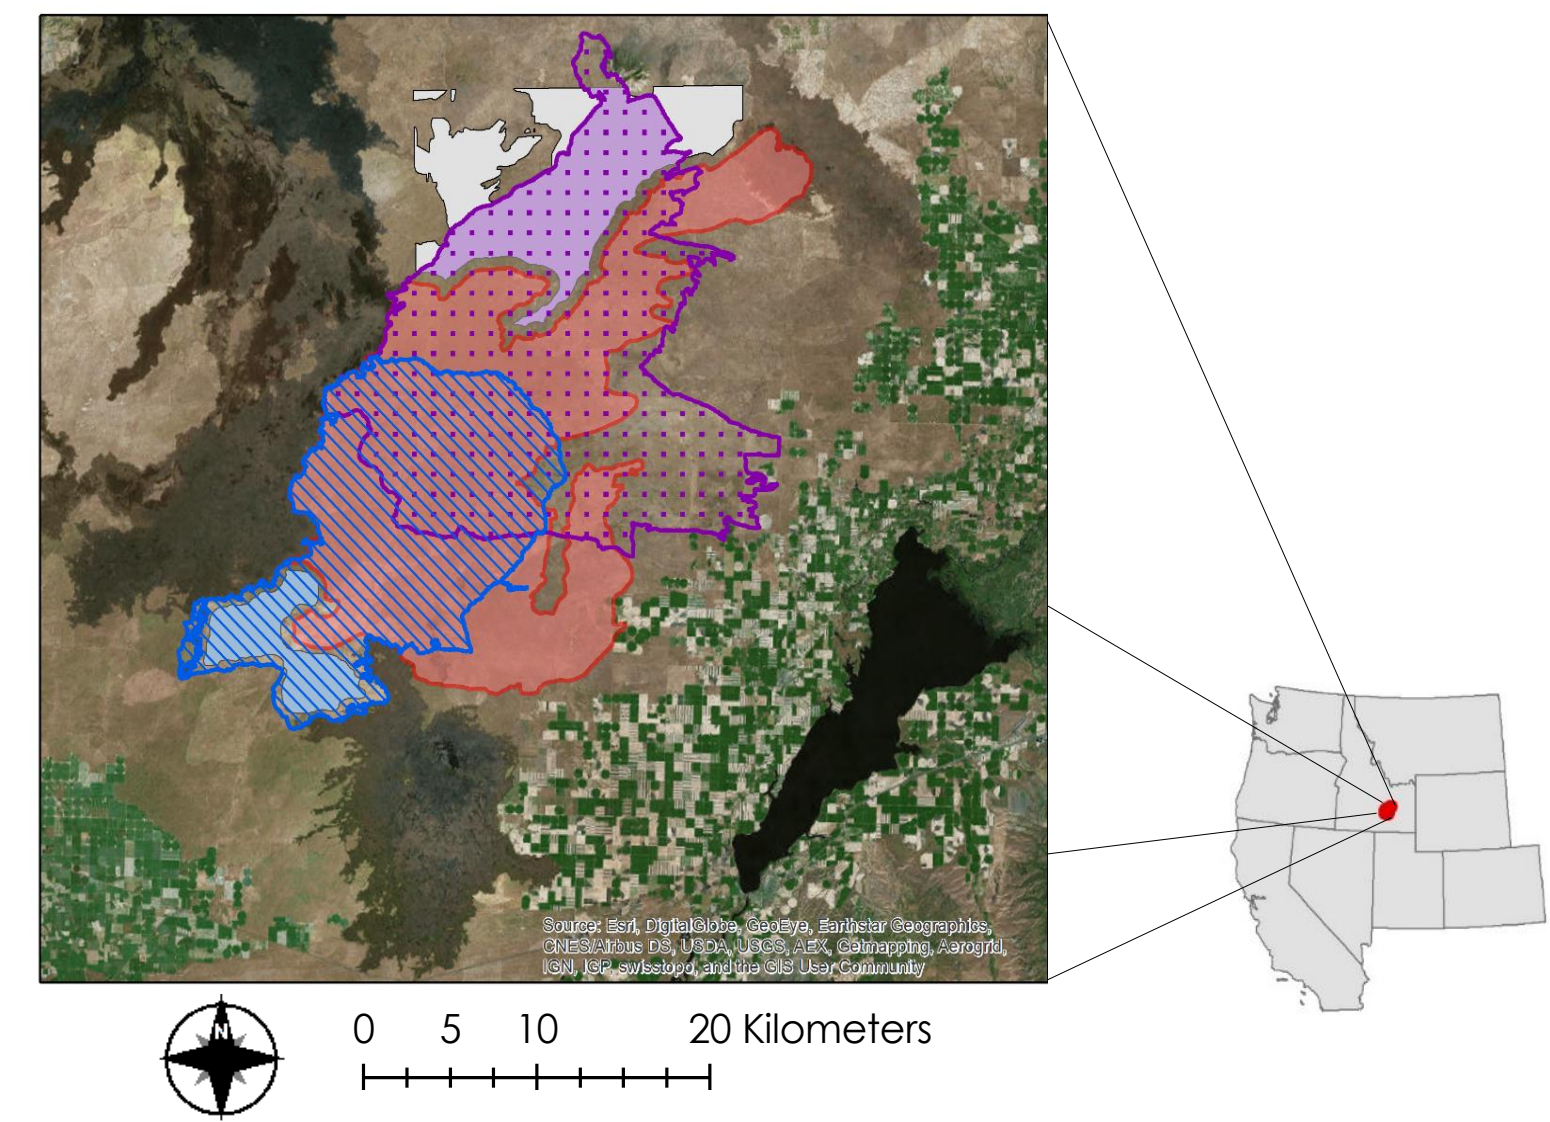 Source: Esri, DigitalGlobe, GeoEye, Earthstar Geographics,
CNES/Airbus DS, USDA, USGS, AEX, Getmapping, Aerogrid,
IGN, IGP, swisstopo, and the GIS User Community
N
0 5 10 20 Kilometers